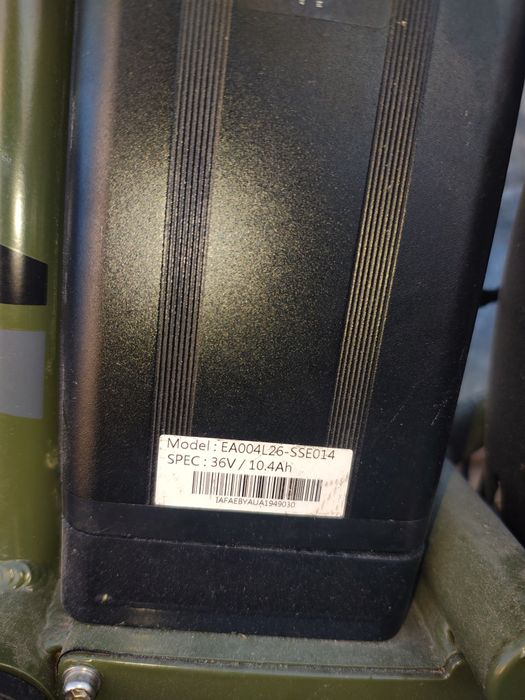 Model : EA004L26-SSE014
SPEC : 36V / 10.4Ah
IAFAEBYAUA1949030